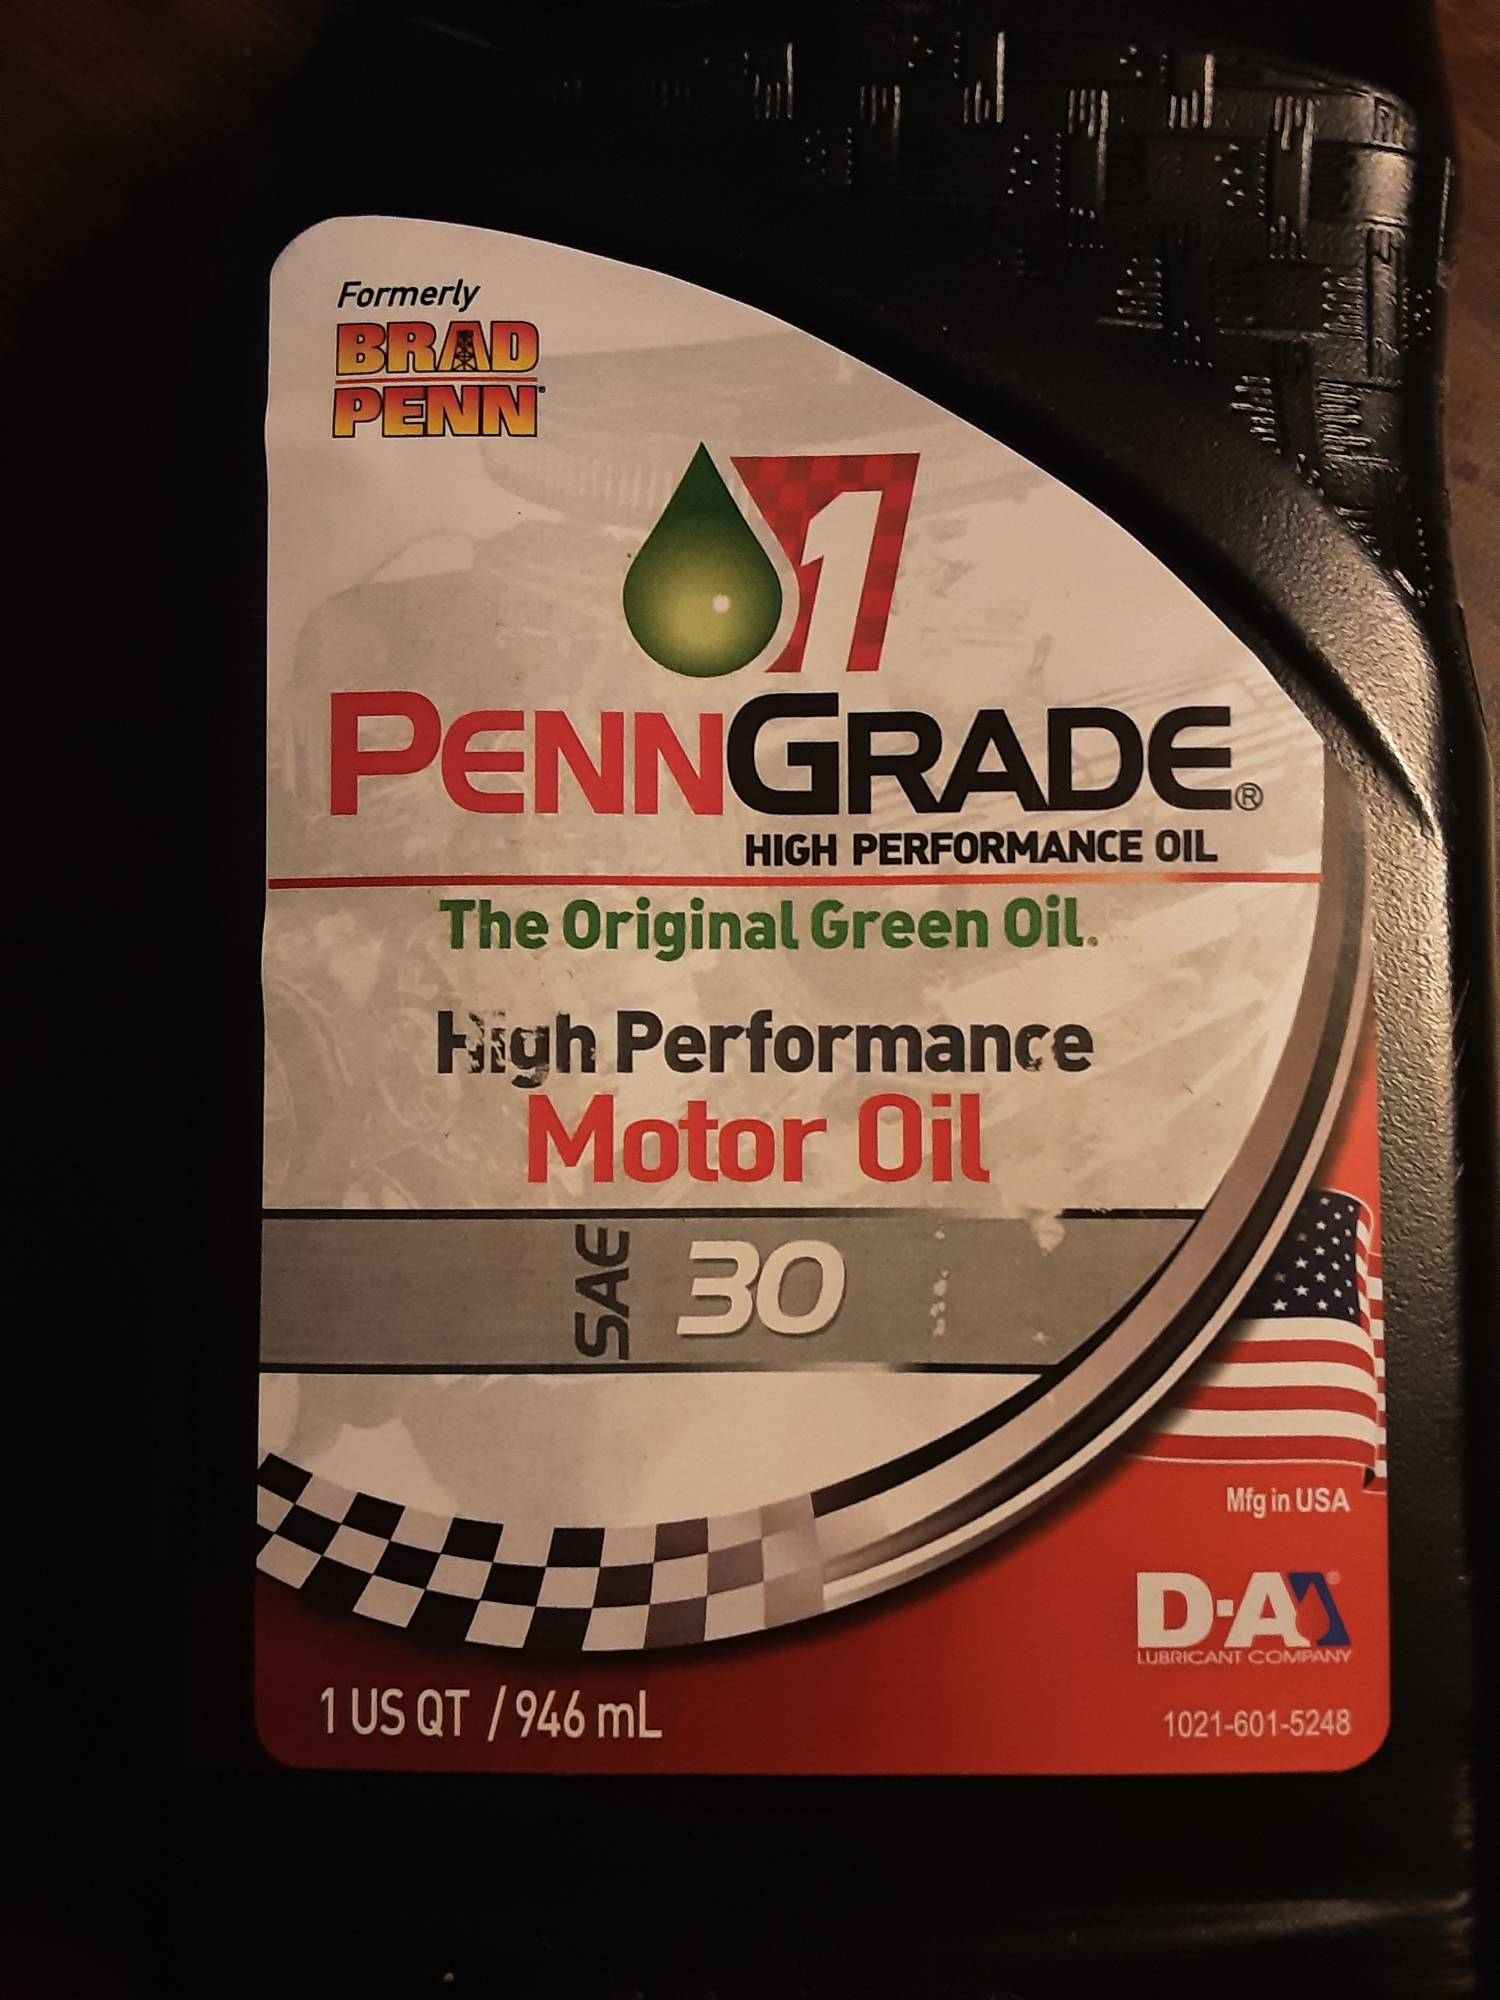 Formerly
BRAD
PENN
1
PENNGRADE®
HIGH PERFORMANCE OIL
The Original Green Oil.
High Performance
Motor Oil
SAE 30
Mfg in USA
D-A®
LUBRICANT COMPANY
1 US QT / 946 mL
1021-601-5248